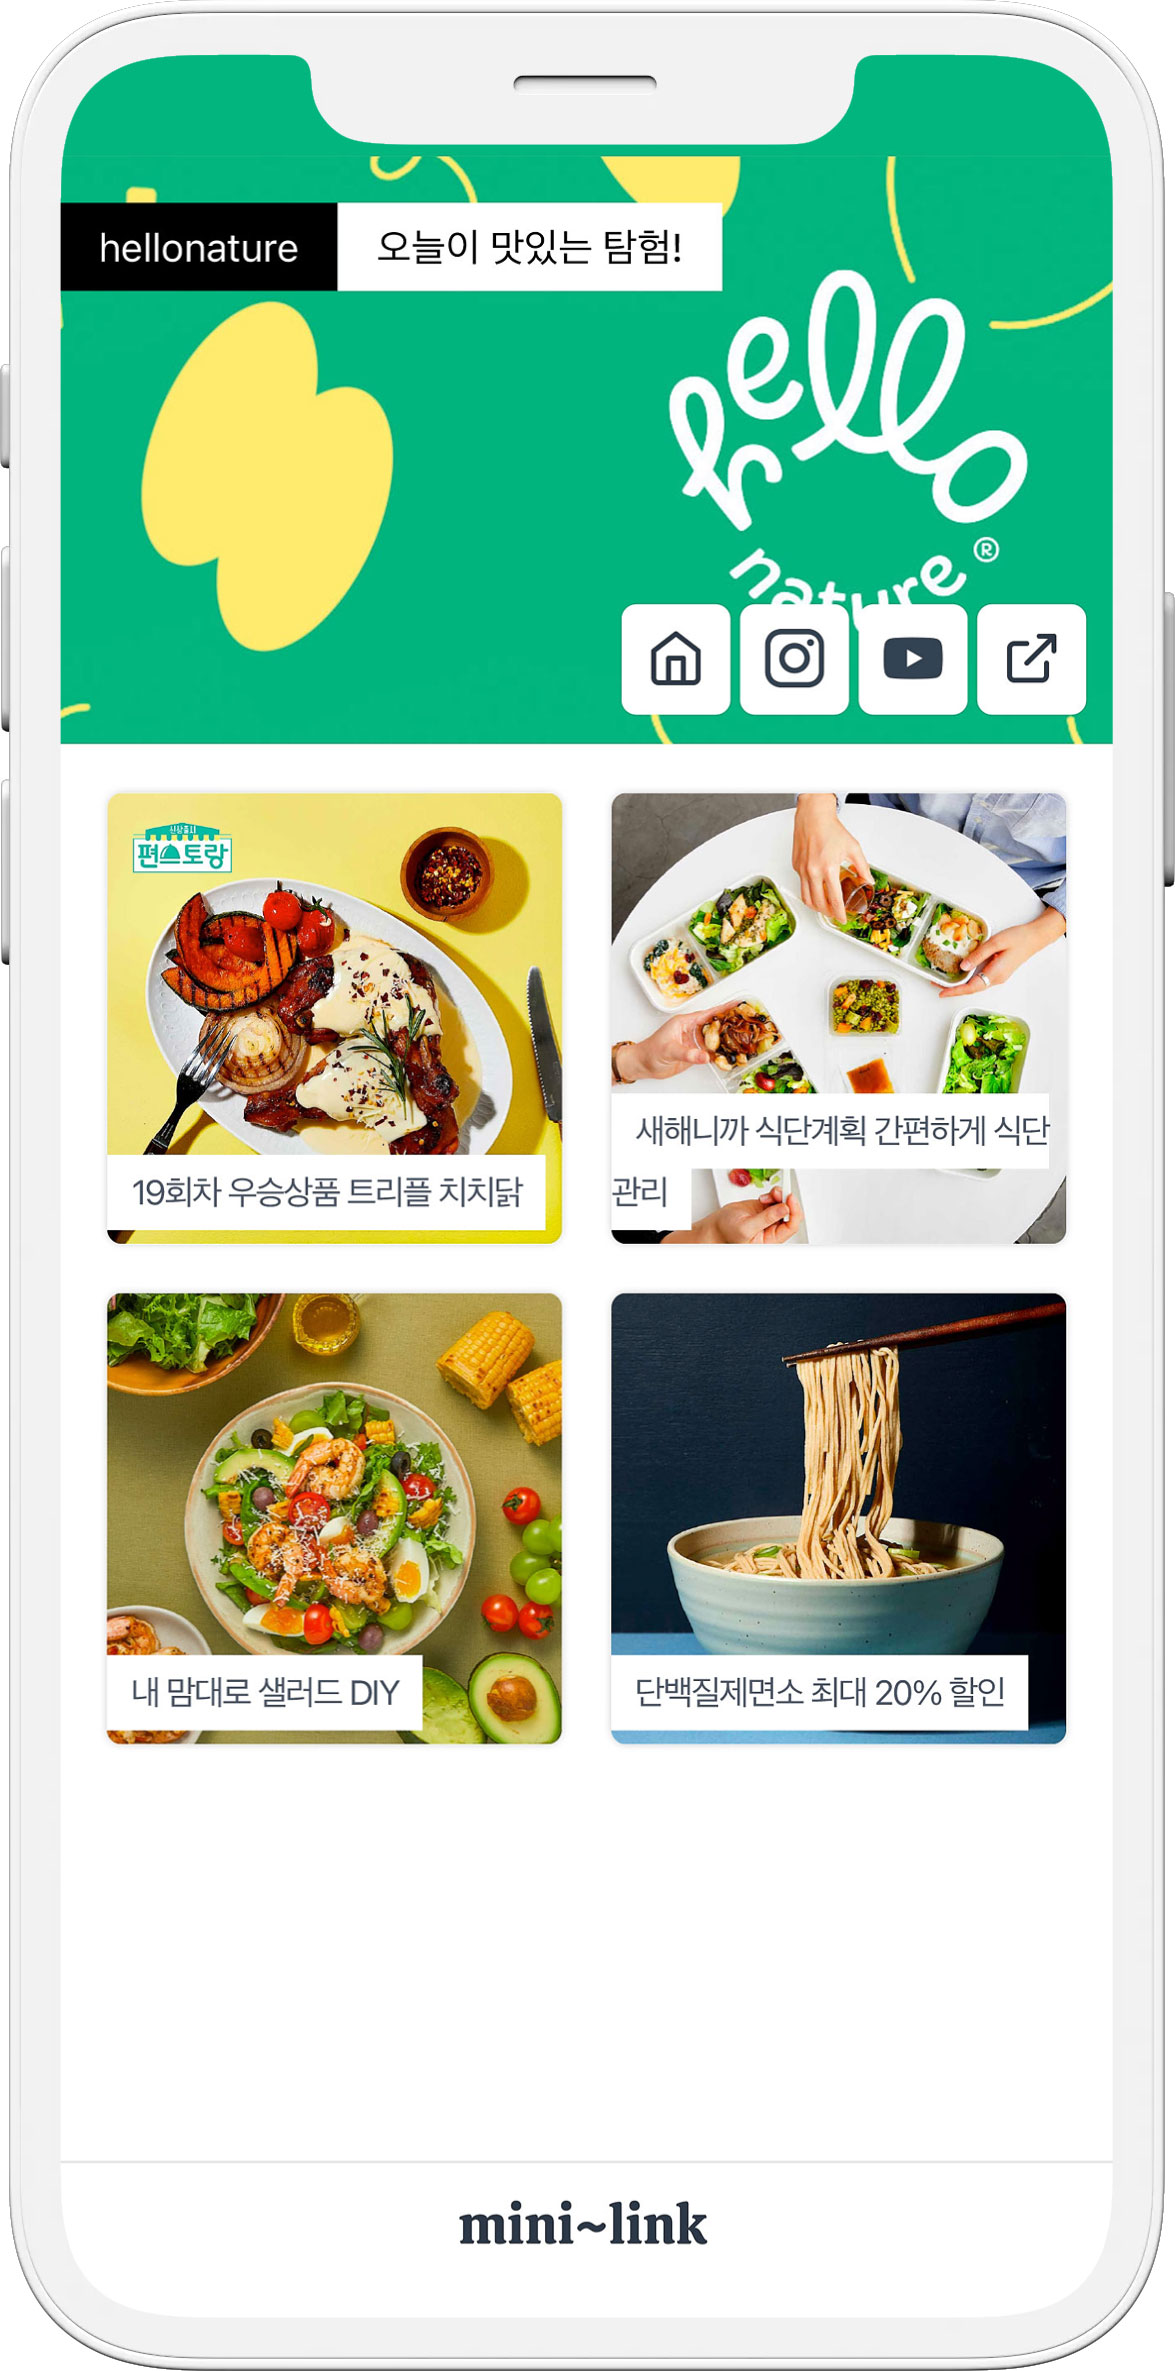 hellonature
오늘이 맛있는 탐험!
hello
nature®
신상출시
편스토랑
19회차 우승상품 트리플 치치닭
새해니까 식단계획 간편하게 식단
관리
내 맘대로 샐러드 DIY
단백질제면소 최대 20% 할인
mini~link